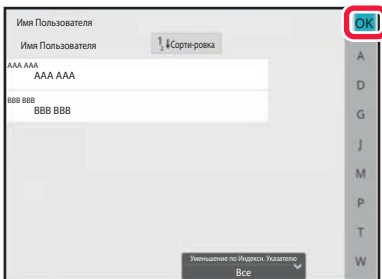 Имя Пользователя
OK
Имя Пользователя
Сорти-ровка
A
AAA AAA
AAA AAA
D
BBB BBB
BBB BBB
G
J
M
P
T
Уменьшение по Индексн. Указателю
Все
W